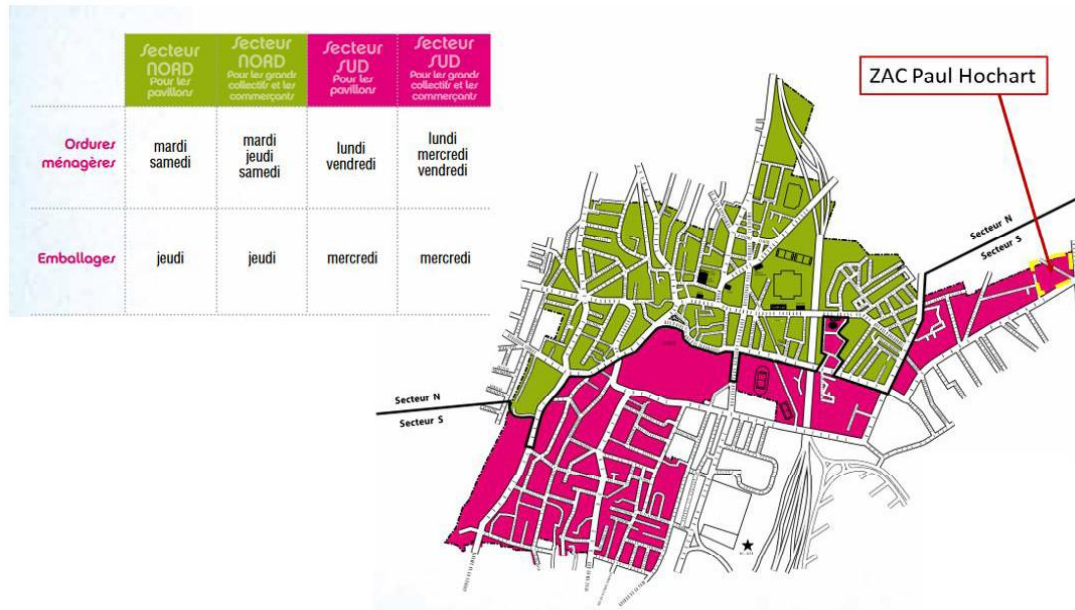 Secteur
NORD
Pour les
pavillons
Secteur
NORD
Pour les grands
collectifs et les
commerçants
Secteur
SUD
Pour les
pavillons
Secteur
SUD
Pour les grands
collectifs et les
commerçants
Ordures
ménagères
mardi
samedi
mardi
jeudi
samedi
lundi
vendredi
lundi
mercredi
vendredi
Emballages
jeudi
jeudi
mercredi
mercredi
ZAC Paul Hochart
Secteur N
Secteur S
Secteur N
Secteur S